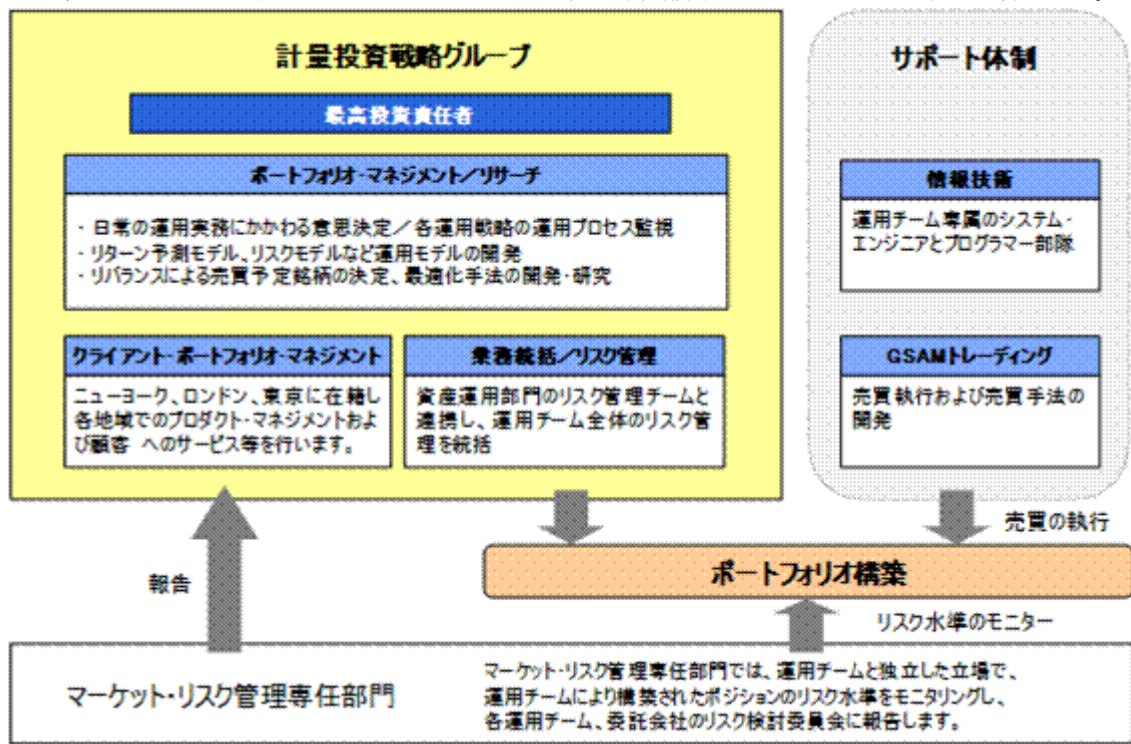 計量投資戦略グループ
最高投資責任者
ポートフォリオ・マネジメント／リサーチ
・日常の運用実務にかかわる意思決定／各運用戦略の運用プロセス監視
・リターン予測モデル、リスクモデルなど運用モデルの開発
・リバランスによる売買予定銘柄の決定、最適化手法の開発・研究
クライアント・ポートフォリオ・マネジメント
ニューヨーク、ロンドン、東京に在籍し
各地域でのプロダクト・マネジメントおよ
び顧客 へのサービス等を行います。
業務統括／リスク管理
資産運用部門のリスク管理チームと
連携し、運用チーム全体のリスク管
理を統括
サポート体制
情報技術
運用チーム専属のシステム・
エンジニアとプログラマー部隊
GSAMトレーディング
売買執行および売買手法の
開発
売買の執行
ポートフォリオ構築
報告
リスク水準のモニター
マーケット・リスク管理専任部門
マーケット・リスク管理専任部門では、運用チームと独立した立場で、
運用チームにより構築されたポジションのリスク水準をモニタリングし、
各運用チーム、委託会社のリスク検討委員会に報告します。